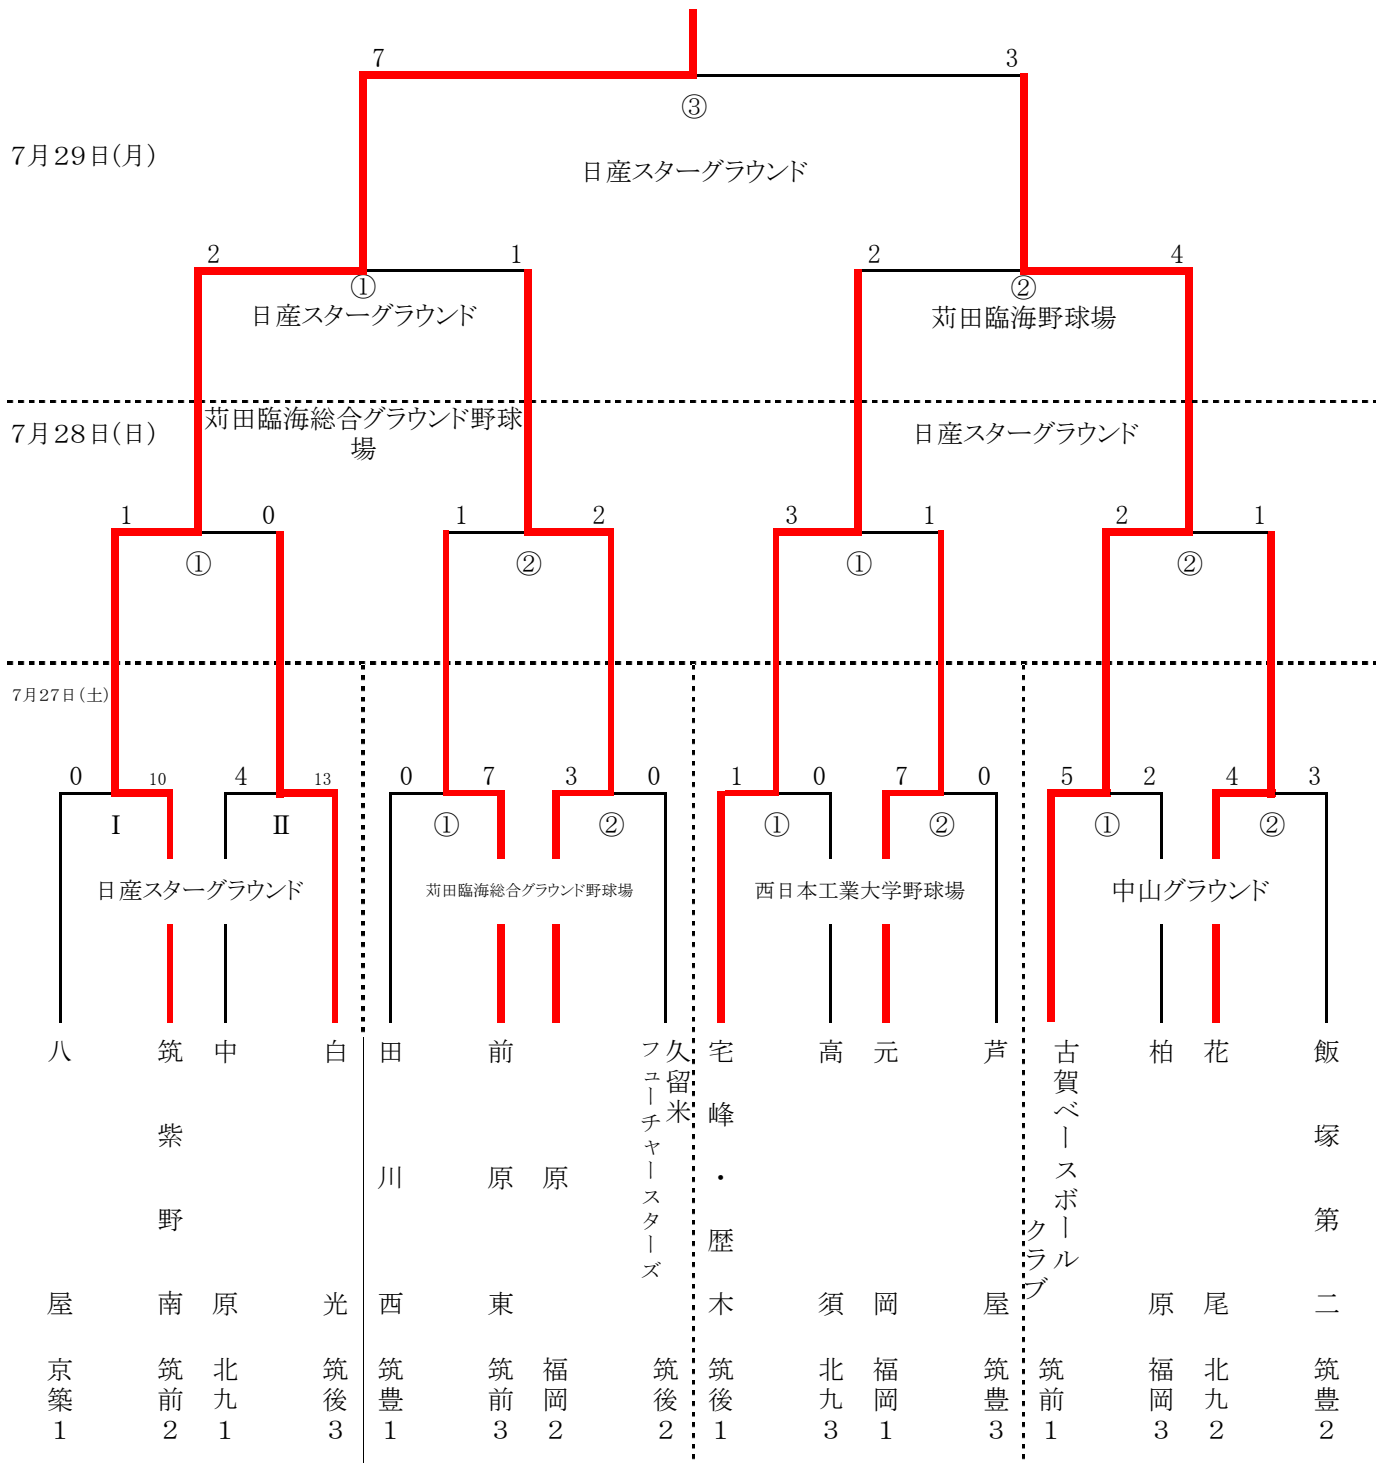 7 3
③
7月29日(月)
日産スターグラウンド
2 1 2 4
① ②
日産スターグラウンド 苅田臨海野球場
7月28日(日)
苅田臨海総合グラウンド野球
場
日産スターグラウンド
1 0 1 2 3 1 2 1
① ② ① ②
7月27日(土)
0 10 4 13 0 7 3 0 1 0 7 0 5 2 4 3
Ⅰ Ⅱ ① ② ① ② ① ②
日産スターグラウンド 苅田臨海総合グラウンド野球場 西日本工業大学野球場 中山グラウンド
八屋
筑紫野南
中原
白光
田川西
前原東
原
久留米
フューチャースターズ
宅峰・歴木
高須
元岡
芦屋
古賀ベースボール
クラブ
柏原
花尾
飯塚第二
京築1
筑前2
北九1
筑後3
筑豊1
筑前3
福岡2
筑後2
筑後1
北九3
福岡1
筑豊3
筑前1
福岡3
北九2
筑豊2